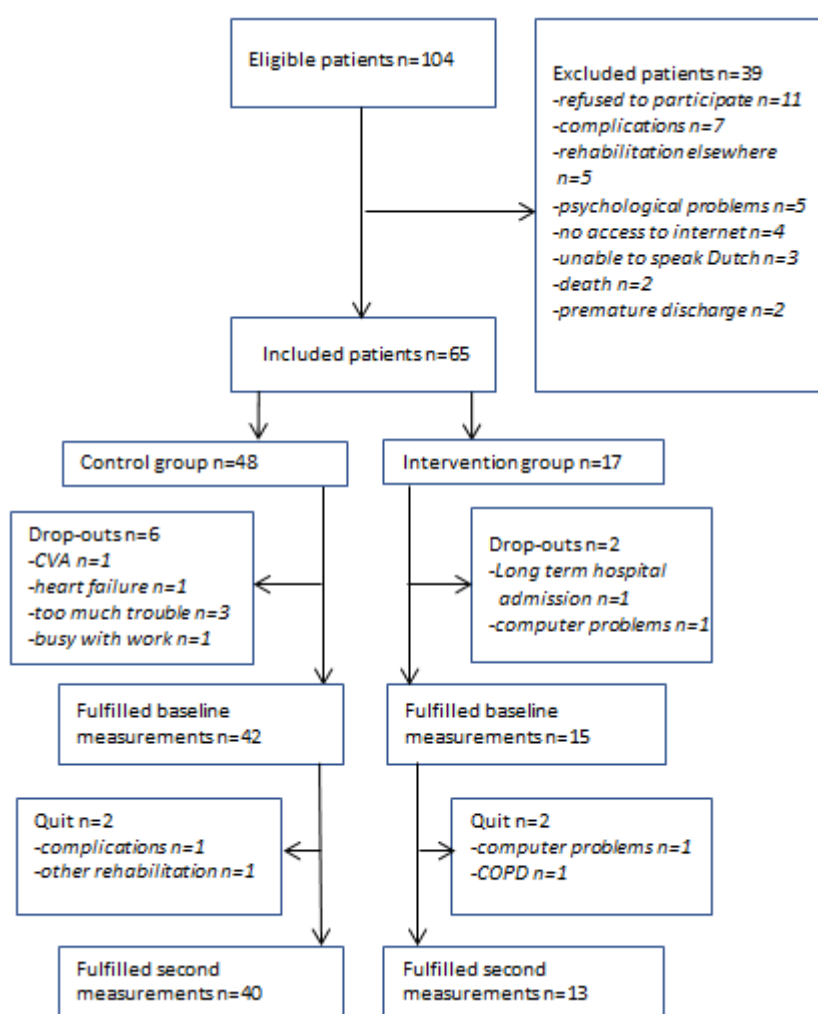 Eligible patients n=104
Excluded patients n=39
-refused to participate n=11
-complications n=7
-rehabilitation elsewhere
n=5
-psychological problems n=5
-no access to internet n=4
-unable to speak Dutch n=3
-death n=2
-premature discharge n=2
Included patients n=65
Control group n=48
Intervention group n=17
Drop-outs n=6
-CVA n=1
-heart failure n=1
-too much trouble n=3
-busy with work n=1
Drop-outs n=2
-Long term hospital
admission n=1
-computer problems n=1
Fulfilled baseline
measurements n=42
Fulfilled baseline
measurements n=15
Quit n=2
-complications n=1
-other rehabilitation n=1
Quit n=2
-computer problems n=1
-COPD n=1
Fulfilled second
measurements n=40
Fulfilled second
measurements n=13